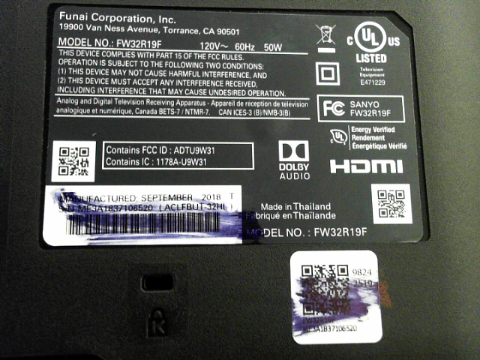 Funai Corporation, Inc.
19900 Van Ness Avenue, Torrance, CA 90501
MODEL NO.: FW32R19F 120V~ 60Hz 50W
THIS DEVICE COMPLIES WITH PART 15 OF THE FCC RULES.
OPERATION IS SUBJECT TO THE FOLLOWING TWO CONDITIONS:
(1) THIS DEVICE MAY NOT CAUSE HARMFUL INTERFERENCE, AND
(2) THIS DEVICE MUST ACCEPT ANY INTERFERENCE RECEIVED,
INCLUDING INTERFERENCE THAT MAY CAUSE UNDESIRED OPERATION.
Analog and Digital Television Receiving Apparatus - Appareil de réception de télévision
analogique et numérique, Canada BETS-7 / NTMR-7. CAN ICES-3 (B)/NMB-3(B)
c UL US
LISTED
Television
Equipment
E471229
FC SANYO
FW32R19F
Energy Verified
Rendement
Énergétique Vérifié
Contains FCC ID : ADTU9W31
Contains IC : 1178A-U9W31
DOLBY
AUDIO
HDMI
MANUFACTURED: SEPTEMBER 2018 T
Made in Thailand
Fabriqué en Thaïlande
MODEL NO.: FW32R19F
9824
K